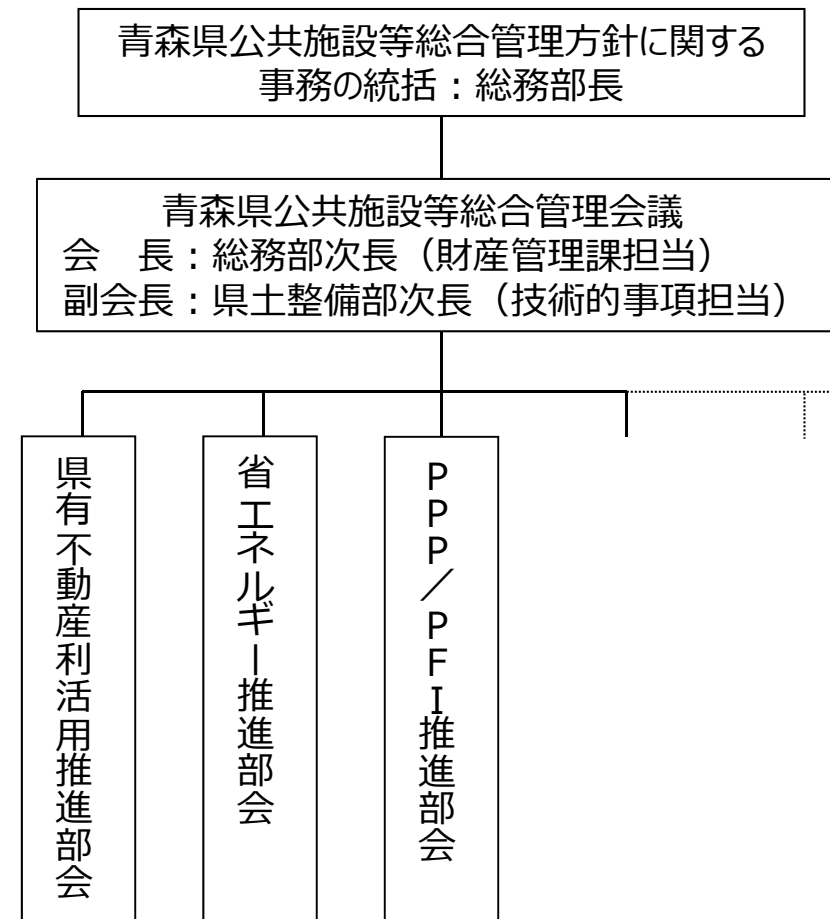 青森県公共施設等総合管理方針に関する
事務の統括：総務部長
青森県公共施設等総合管理会議
会　長：総務部次長（財産管理課担当）
副会長：県土整備部次長（技術的事項担当）
県有不動産利活用推進部会
省エネルギー推進部会
ＰＰＰ／ＰＦＩ推進部会